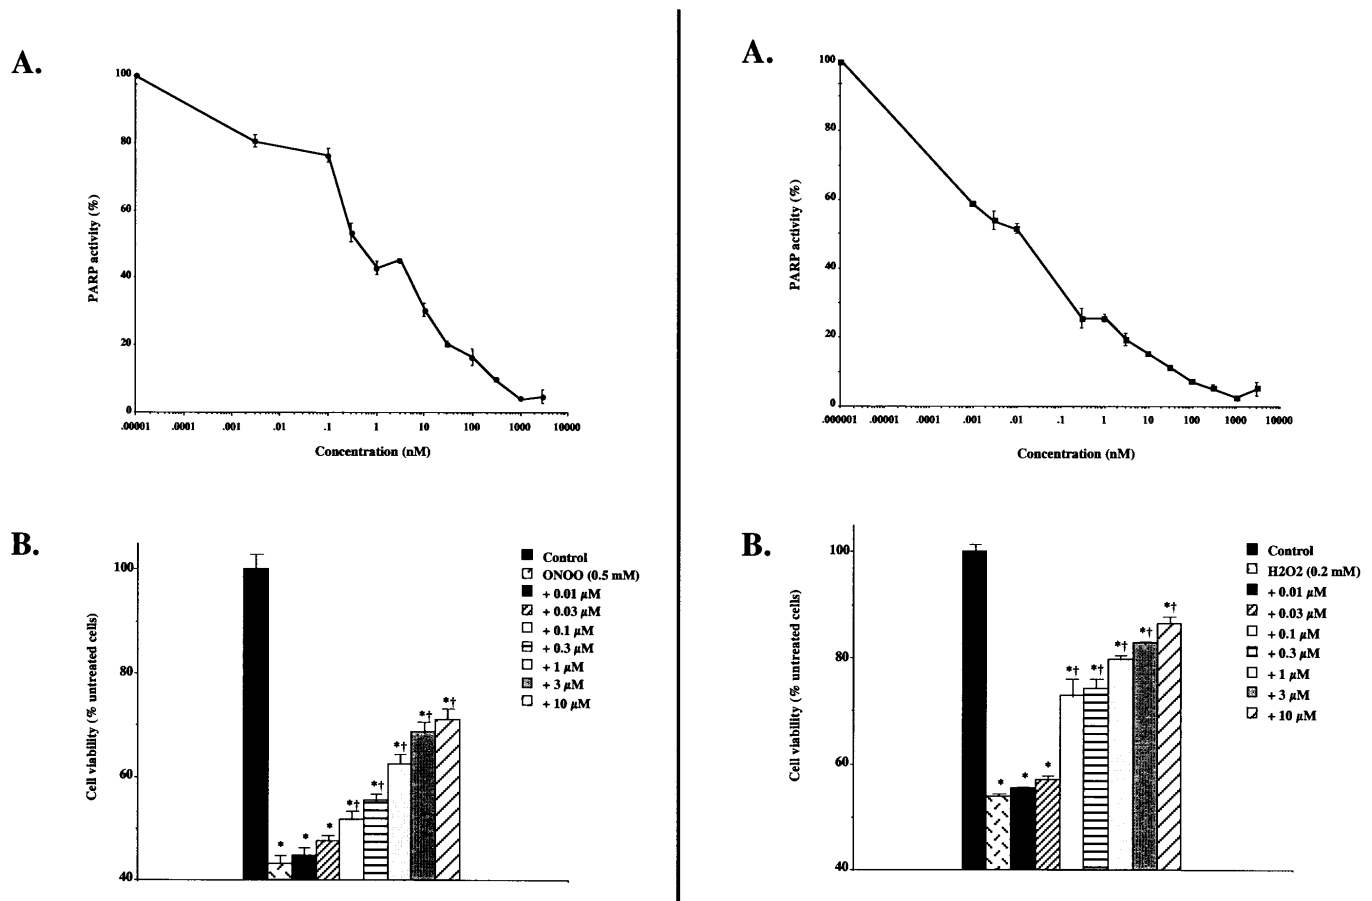 A.
100
80
60
40
20
0
PARP activity (%)
.00001 .0001 .001 .01 .1 1 10 100 1000 10000
Concentration (nM)
B.
100
80
60
40
Cell viability (% untreated cells)
* * * *† *† *† *† *†
Control
ONOO (0.5 mM)
+ 0.01 µM
+ 0.03 µM
+ 0.1 µM
+ 0.3 µM
+ 1 µM
+ 3 µM
+ 10 µM
A.
100
80
60
40
20
0
PARP activity (%)
.000001 .00001 .0001 .001 .01 .1 1 10 100 1000 10000
Concentration (nM)
B.
100
80
60
40
Cell viability (% untreated cells)
* * * *† *† *† *† *†
Control
H2O2 (0.2 mM)
+ 0.01 µM
+ 0.03 µM
+ 0.1 µM
+ 0.3 µM
+ 1 µM
+ 3 µM
+ 10 µM